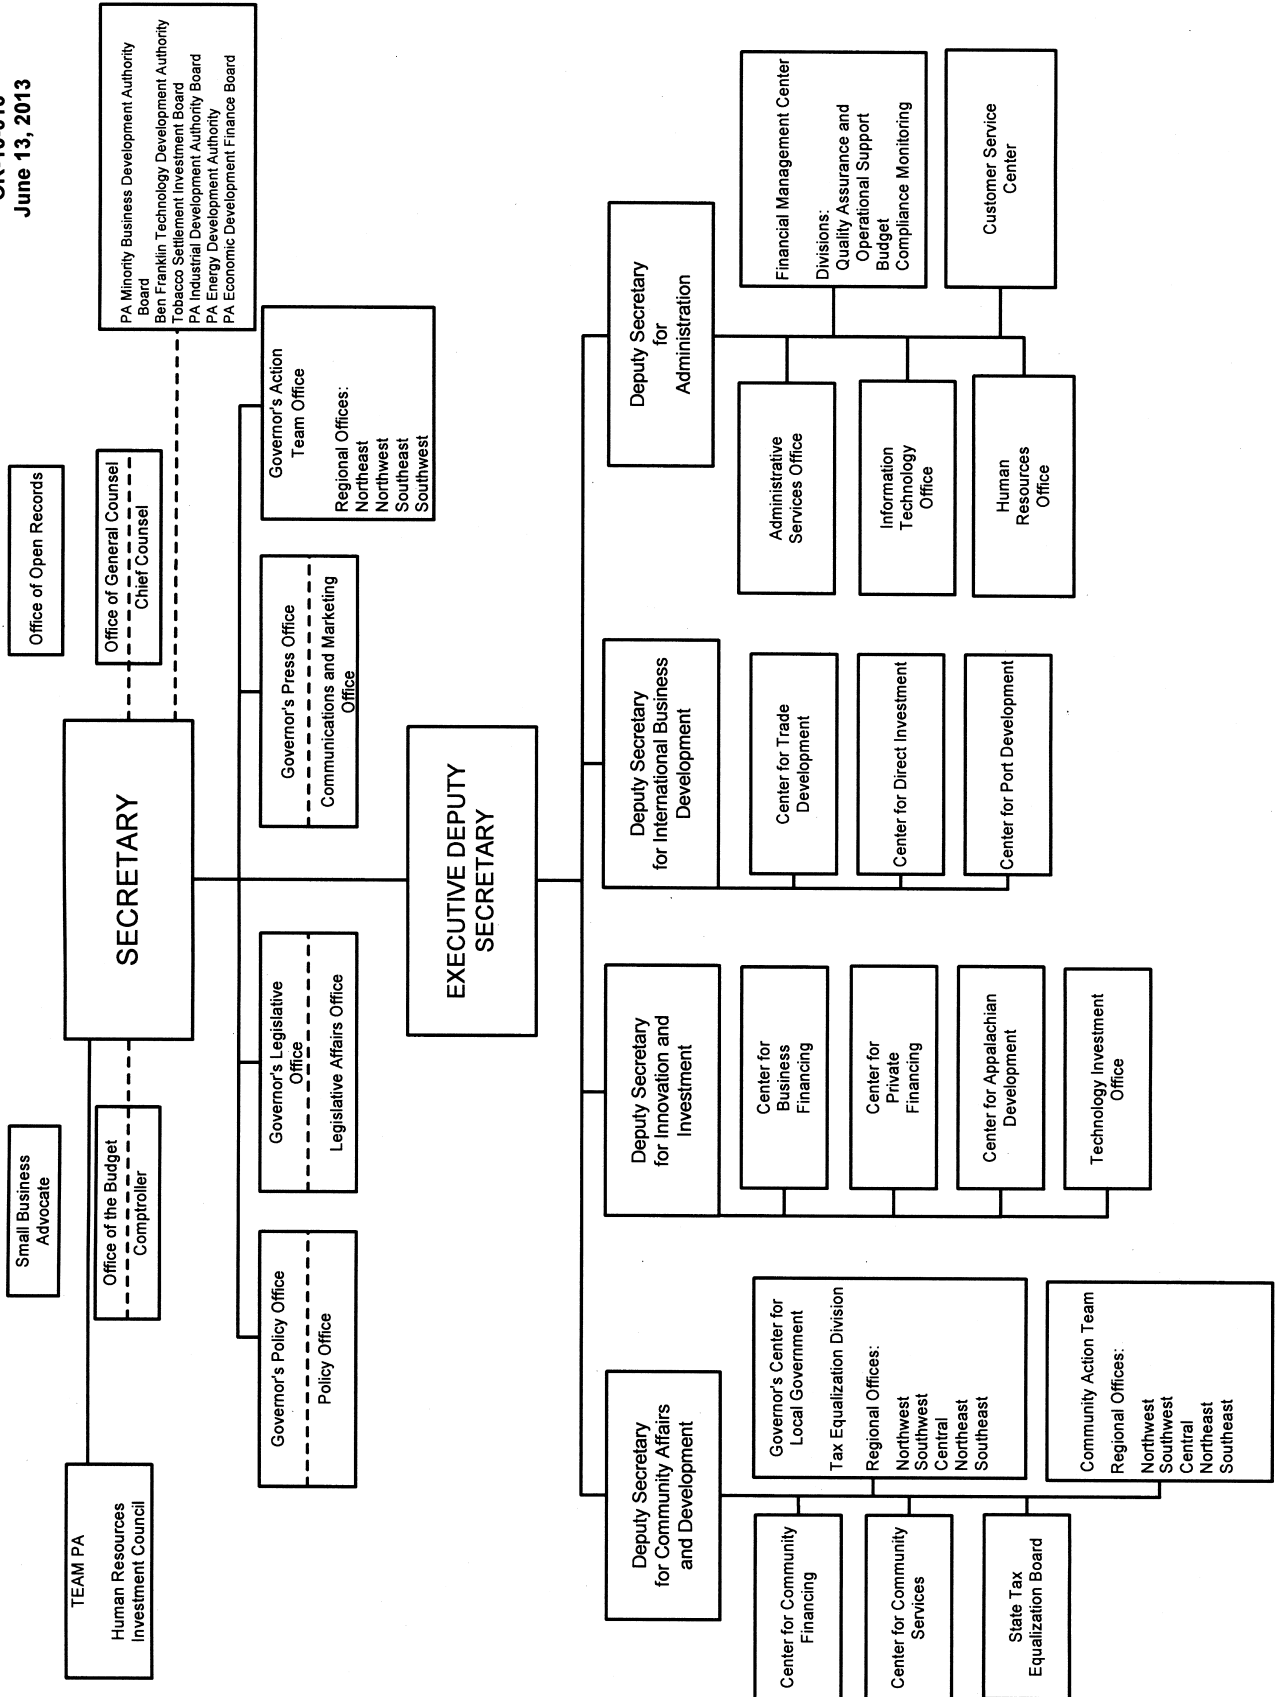 June 13, 2013
Small Business
Advocate
Office of Open Records
TEAM PA
Human Resources
Investment Council
Office of the Budget
Comptroller
SECRETARY
Office of General Counsel
Chief Counsel
PA Minority Business Development Authority
Board
Ben Franklin Technology Development Authority
Tobacco Settlement Investment Board
PA Industrial Development Authority Board
PA Energy Development Authority
PA Economic Development Finance Board
Governor's Policy Office
Policy Office
Governor's Legislative
Office
Legislative Affairs Office
Governor's Press Office
Communications and Marketing
Office
Governor's Action
Team Office
Regional Offices:
Northeast
Northwest
Southeast
Southwest
EXECUTIVE DEPUTY
SECRETARY
Deputy Secretary
for Community Affairs
and Development
Center for Community
Financing
Center for Community
Services
State Tax
Equalization Board
Governor's Center for
Local Government
Tax Equalization Division
Regional Offices:
Northwest
Southwest
Central
Northeast
Southeast
Community Action Team
Regional Offices:
Northwest
Southwest
Central
Northeast
Southeast
Deputy Secretary
for Innovation and
Investment
Center for
Business
Financing
Center for
Private
Financing
Center for Appalachian
Development
Technology Investment
Office
Deputy Secretary
for International Business
Development
Center for Trade
Development
Center for Direct Investment
Center for Port Development
Deputy Secretary
for
Administration
Administrative
Services Office
Information
Technology
Office
Human
Resources
Office
Financial Management Center
Divisions:
Quality Assurance and
Operational Support
Budget
Compliance Monitoring
Customer Service
Center